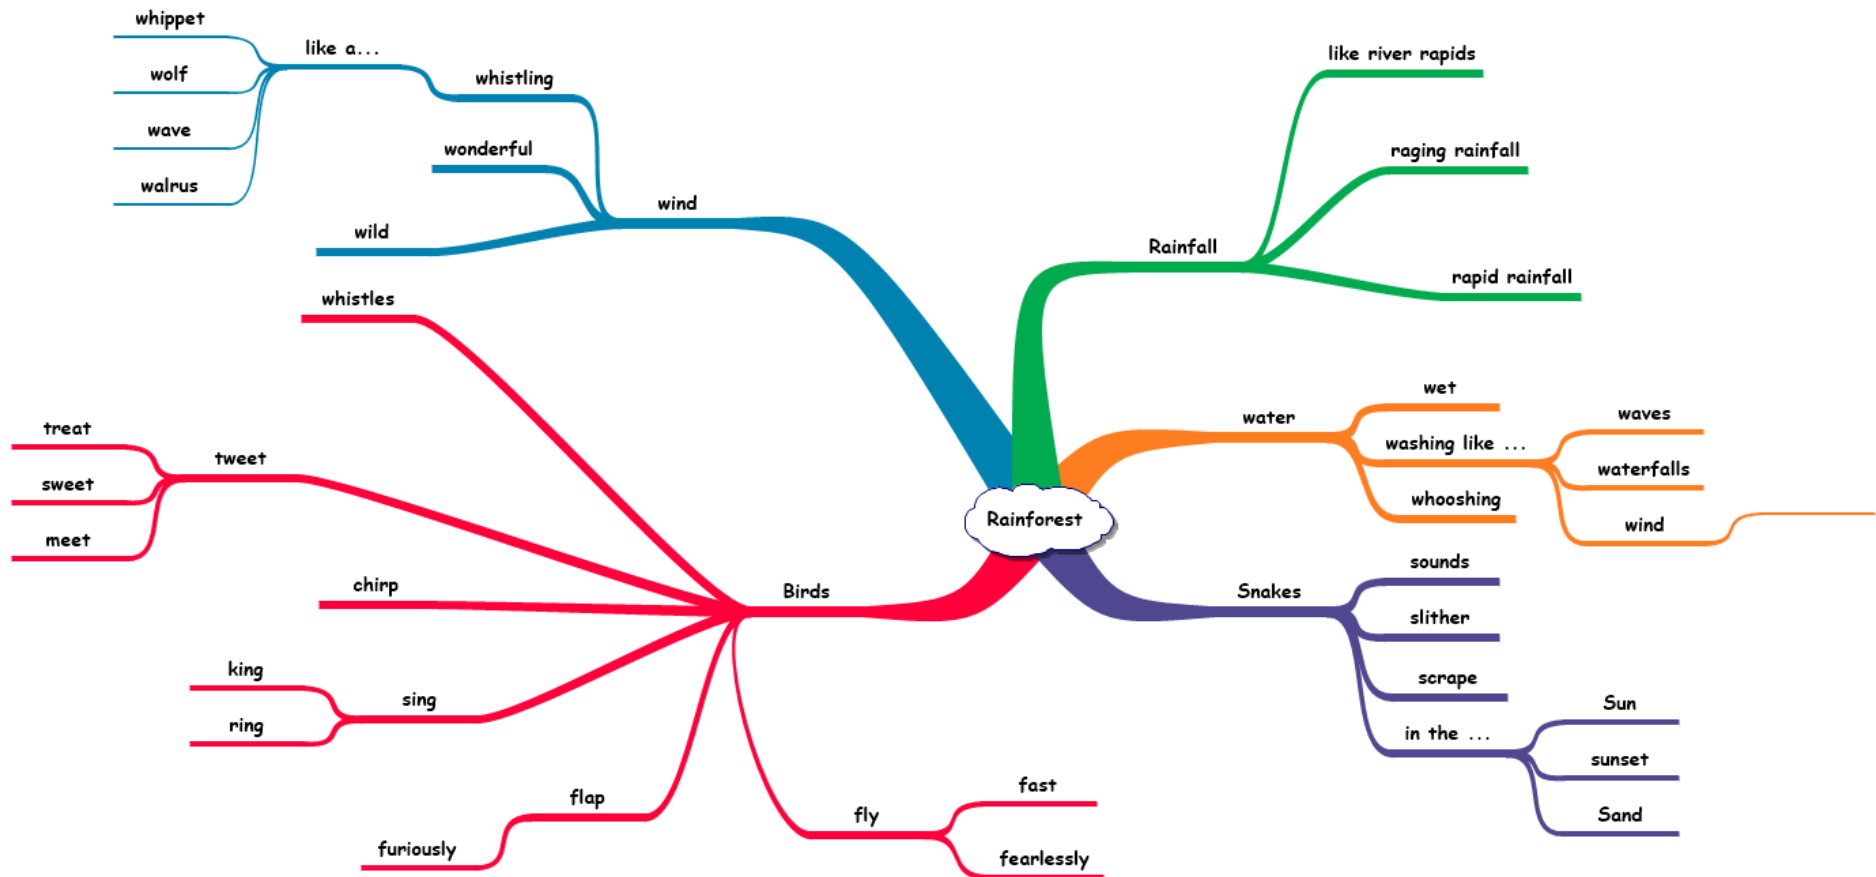 Rainforest
wind
whistling
like a...
whippet
wolf
wave
walrus
wonderful
wild
Rainfall
like river rapids
raging rainfall
rapid rainfall
water
wet
washing like ...
waves
waterfalls
wind
whooshing
Snakes
sounds
slither
scrape
in the ...
Sun
sunset
Sand
Birds
whistles
tweet
treat
sweet
meet
chirp
sing
king
ring
flap
furiously
fly
fast
fearlessly